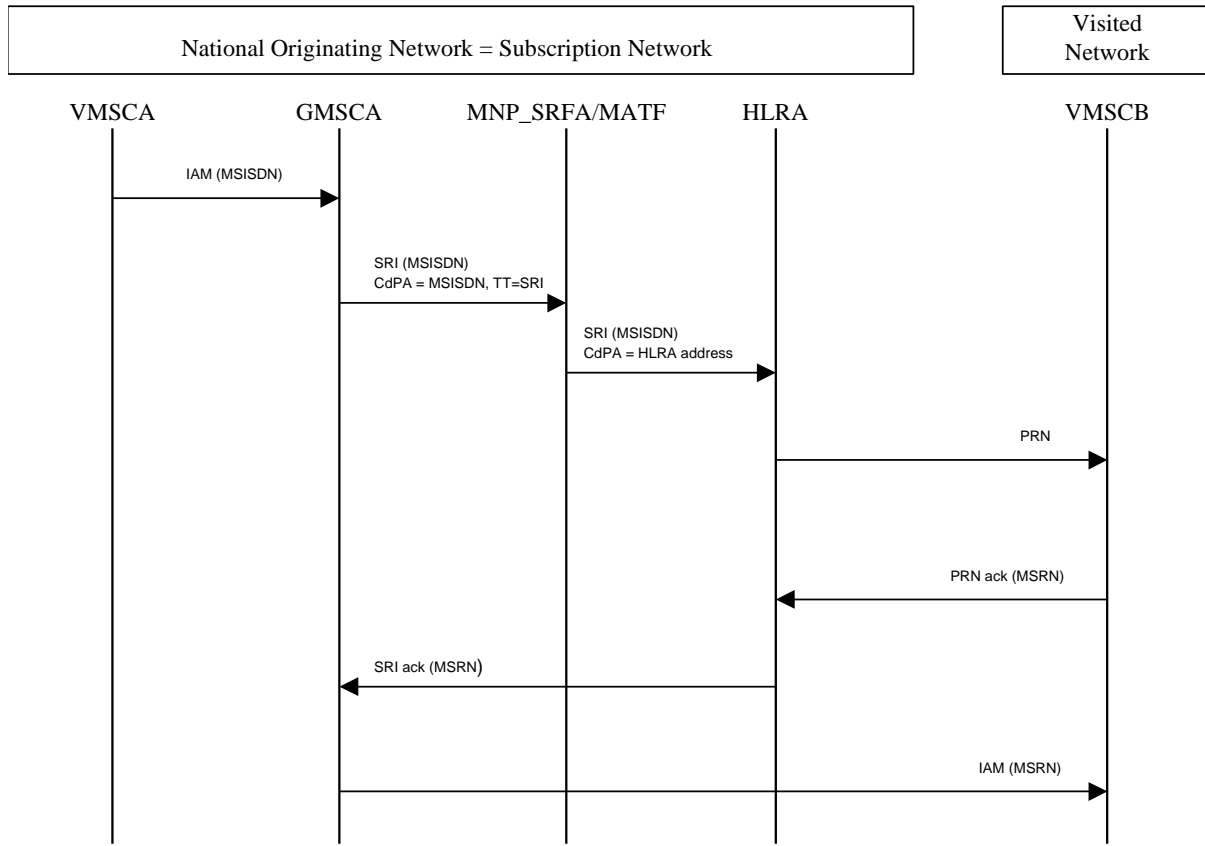 National Originating Network = Subscription Network
Visited
Network
VMSCA
GMSCA
MNP_SRFA/MATF
HLRA
VMSCB
IAM (MSISDN)
SRI (MSISDN)
CdPA = MSISDN, TT=SRI
SRI (MSISDN)
CdPA = HLRA address
PRN
PRN ack (MSRN)
SRI ack (MSRN)
IAM (MSRN)